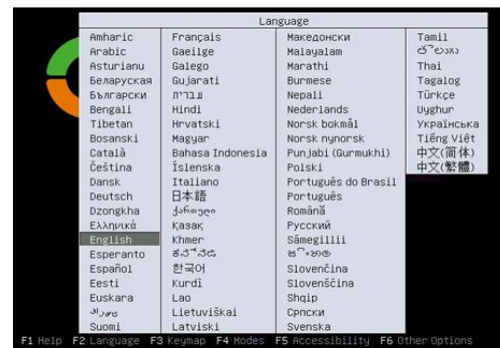 Language
Amharic
Arabic
Asturianu
Беларуская
Български
Bengali
Tibetan
Bosanski
Català
Čeština
Dansk
Deutsch
Dzongkha
Ελληνικά
English
Esperanto
Español
Eesti
Euskara
Suomi
Français
Gaeilge
Galego
Gujarati
עברית
Hindi
Hrvatski
Magyar
Bahasa Indonesia
Íslenska
Italiano
日本語
ქართული
Қазақ
Khmer
ಕನ್ನಡ
한국어
Kurdî
Lao
Lietuviškai
Latviski
Македонски
Malayalam
Marathi
Burmese
Nepali
Nederlands
Norsk bokmål
Norsk nynorsk
Punjabi (Gurmukhi)
Polski
Português do Brasil
Português
Română
Русский
Sámegillii
Slovenčina
Slovenščina
Shqip
Српски
Svenska
Tamil
తెలుగు
Thai
Tagalog
Türkçe
Uyghur
Українська
Tiếng Việt
中文(简体)
中文(繁體)
F1 Help F2 Language F3 Keymap F4 Modes F5 Accessibility F6 Other Options